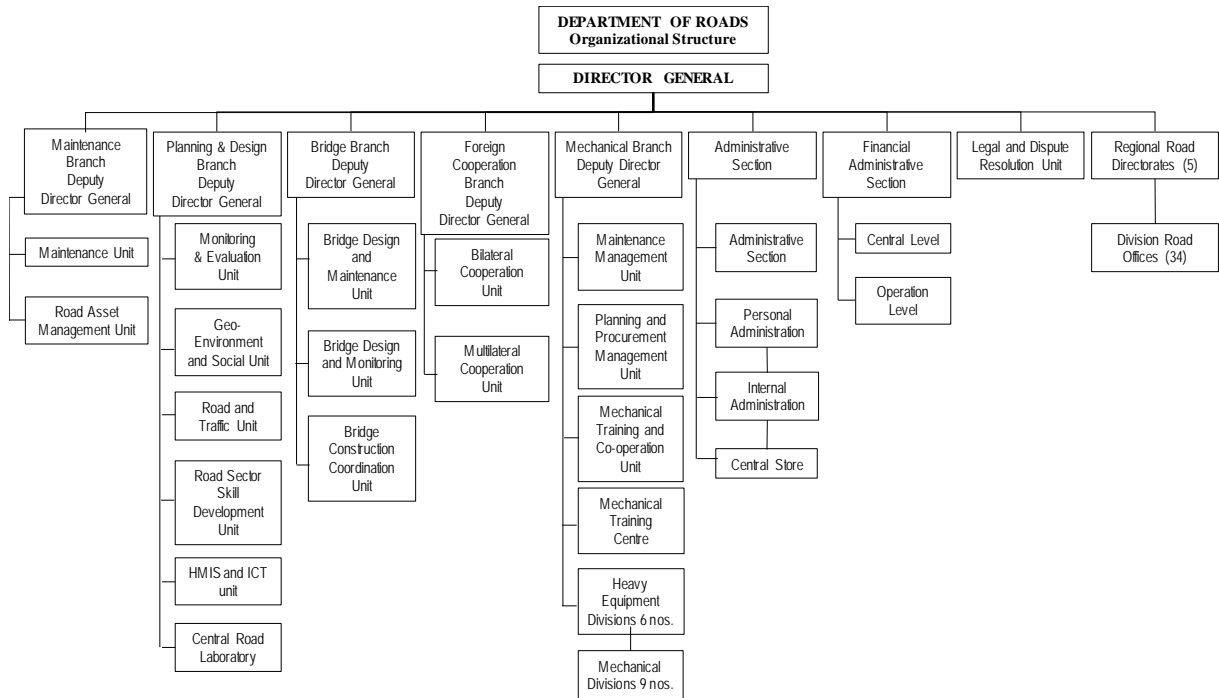 DEPARTMENT OF ROADS
Organizational Structure
DIRECTOR GENERAL
Maintenance
Branch
Deputy
Director General
Maintenance Unit
Road Asset
Management Unit
Planning & Design
Branch
Deputy
Director General
Monitoring
& Evaluation
Unit
Geo-
Environment
and Social Unit
Road and
Traffic Unit
Road Sector
Skill
Development
Unit
HMIS and ICT
unit
Central Road
Laboratory
Bridge Branch
Deputy
Director General
Bridge Design
and
Maintenance
Unit
Bridge Design
and Monitoring
Unit
Bridge
Construction
Coordination
Unit
Foreign
Cooperation
Branch
Deputy
Director General
Bilateral
Cooperation
Unit
Multilateral
Cooperation
Unit
Mechanical Branch
Deputy Director
General
Maintenance
Management
Unit
Planning and
Procurement
Management
Unit
Mechanical
Training and
Co-operation
Unit
Mechanical
Training
Centre
Heavy
Equipment
Divisions 6 nos.
Mechanical
Divisions 9 nos.
Administrative
Section
Administrative
Section
Personal
Administration
Internal
Administration
Central Store
Financial
Administrative
Section
Central Level
Operation
Level
Legal and Dispute
Resolution Unit
Regional Road
Directorates (5)
Division Road
Offices (34)